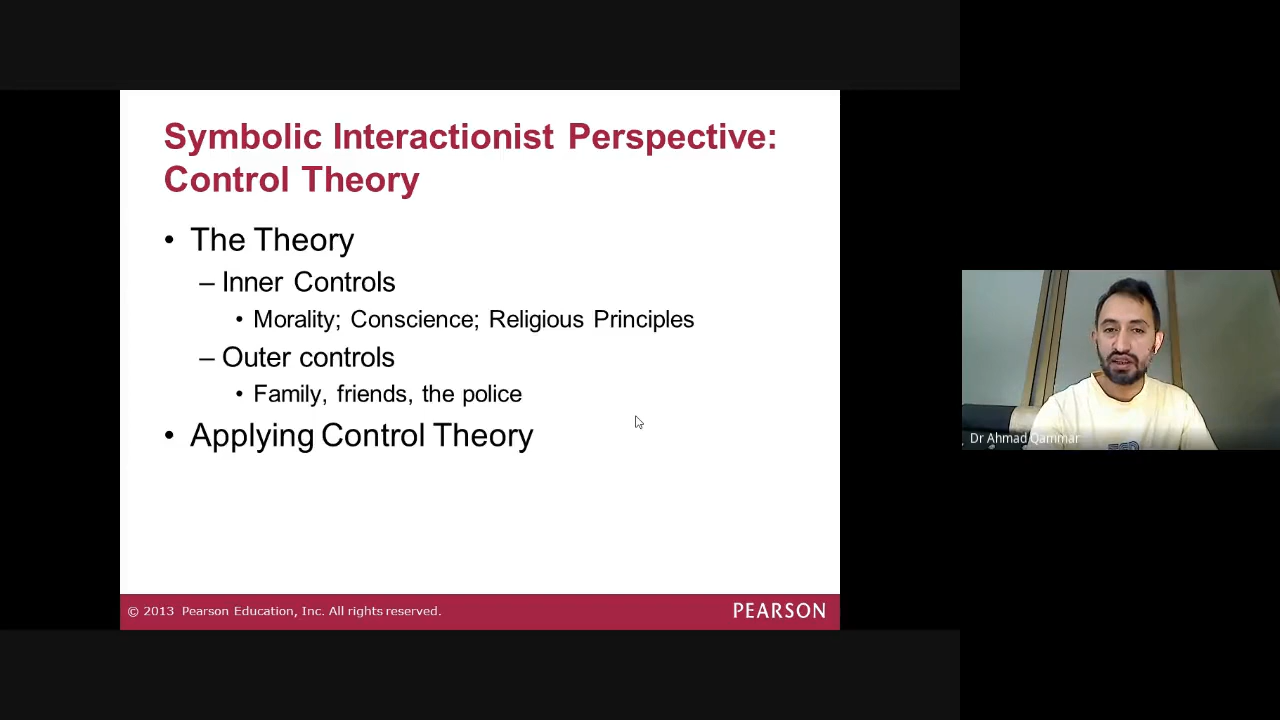 Symbolic Interactionist Perspective:
Control Theory
• The Theory
– Inner Controls
• Morality; Conscience; Religious Principles
– Outer controls
• Family, friends, the police
• Applying Control Theory
© 2013 Pearson Education, Inc. All rights reserved.
PEARSON
Dr Ahmad Qammar